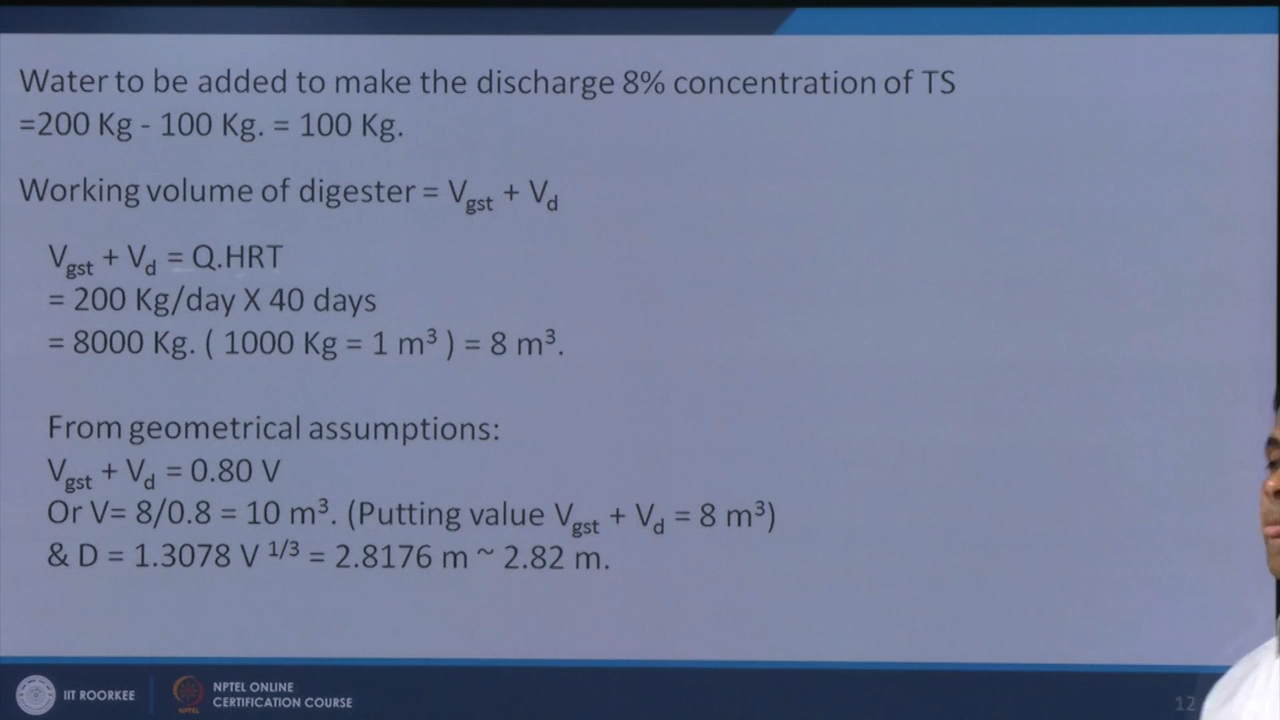 Water to be added to make the discharge 8% concentration of TS
=200 Kg - 100 Kg. = 100 Kg.
Working volume of digester = Vgst + Vd
Vgst + Vd = Q.HRT
= 200 Kg/day X 40 days
= 8000 Kg. ( 1000 Kg = 1 m³ ) = 8 m³.
From geometrical assumptions:
Vgst + Vd = 0.80 V
Or V= 8/0.8 = 10 m³. (Putting value Vgst + Vd = 8 m³)
& D = 1.3078 V 1/3 = 2.8176 m ~ 2.82 m.
IIT ROORKEE
NPTEL ONLINE
CERTIFICATION COURSE
12